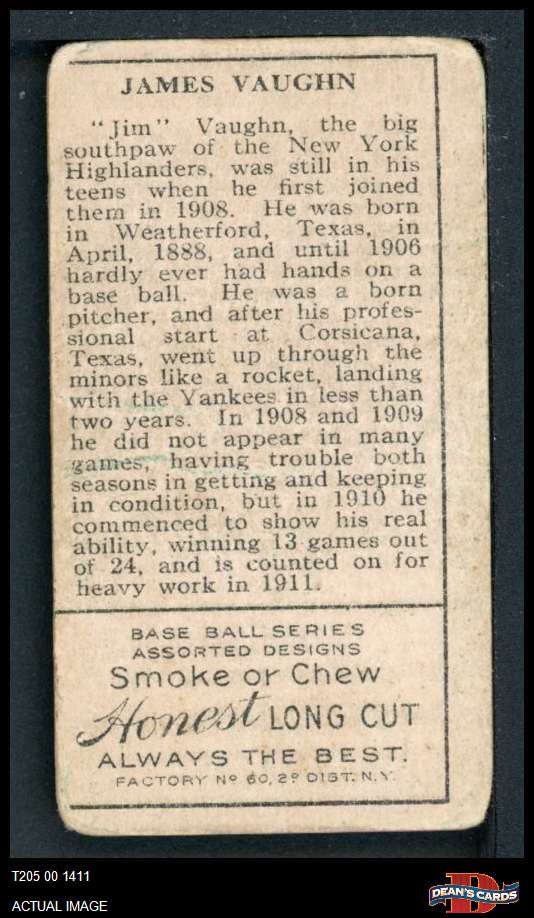 JAMES VAUGHN
"Jim" Vaughn, the big
southpaw of the New York
Highlanders, was still in his
teens when he first joined
them in 1908. He was born
in Weatherford, Texas, in
April, 1888, and until 1906
hardly ever had hands on a
base ball. He was a born
pitcher, and after his profes-
sional start at Corsicana,
Texas, went up through the
minors like a rocket, landing
with the Yankees in less than
two years. In 1908 and 1909
he did not appear in many
games, having trouble both
seasons in getting and keeping
in condition, but in 1910 he
commenced to show his real
ability, winning 13 games out
of 24, and is counted on for
heavy work in 1911.
BASE BALL SERIES
ASSORTED DESIGNS
Smoke or Chew
Honest LONG CUT
ALWAYS THE BEST.
FACTORY Nº 60, 2º DIST. N.Y.
T205 00 1411
ACTUAL IMAGE
D
DEAN'S CARDS